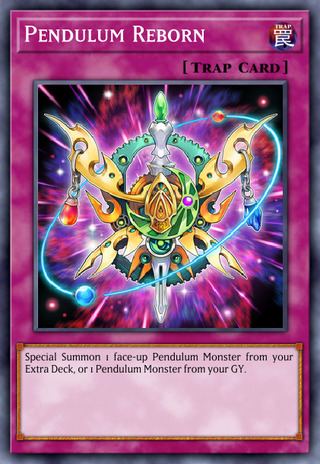 Pendulum Reborn
TRAP
罠
[Trap Card]
Special Summon 1 face-up Pendulum Monster from your
Extra Deck, or 1 Pendulum Monster from your GY.